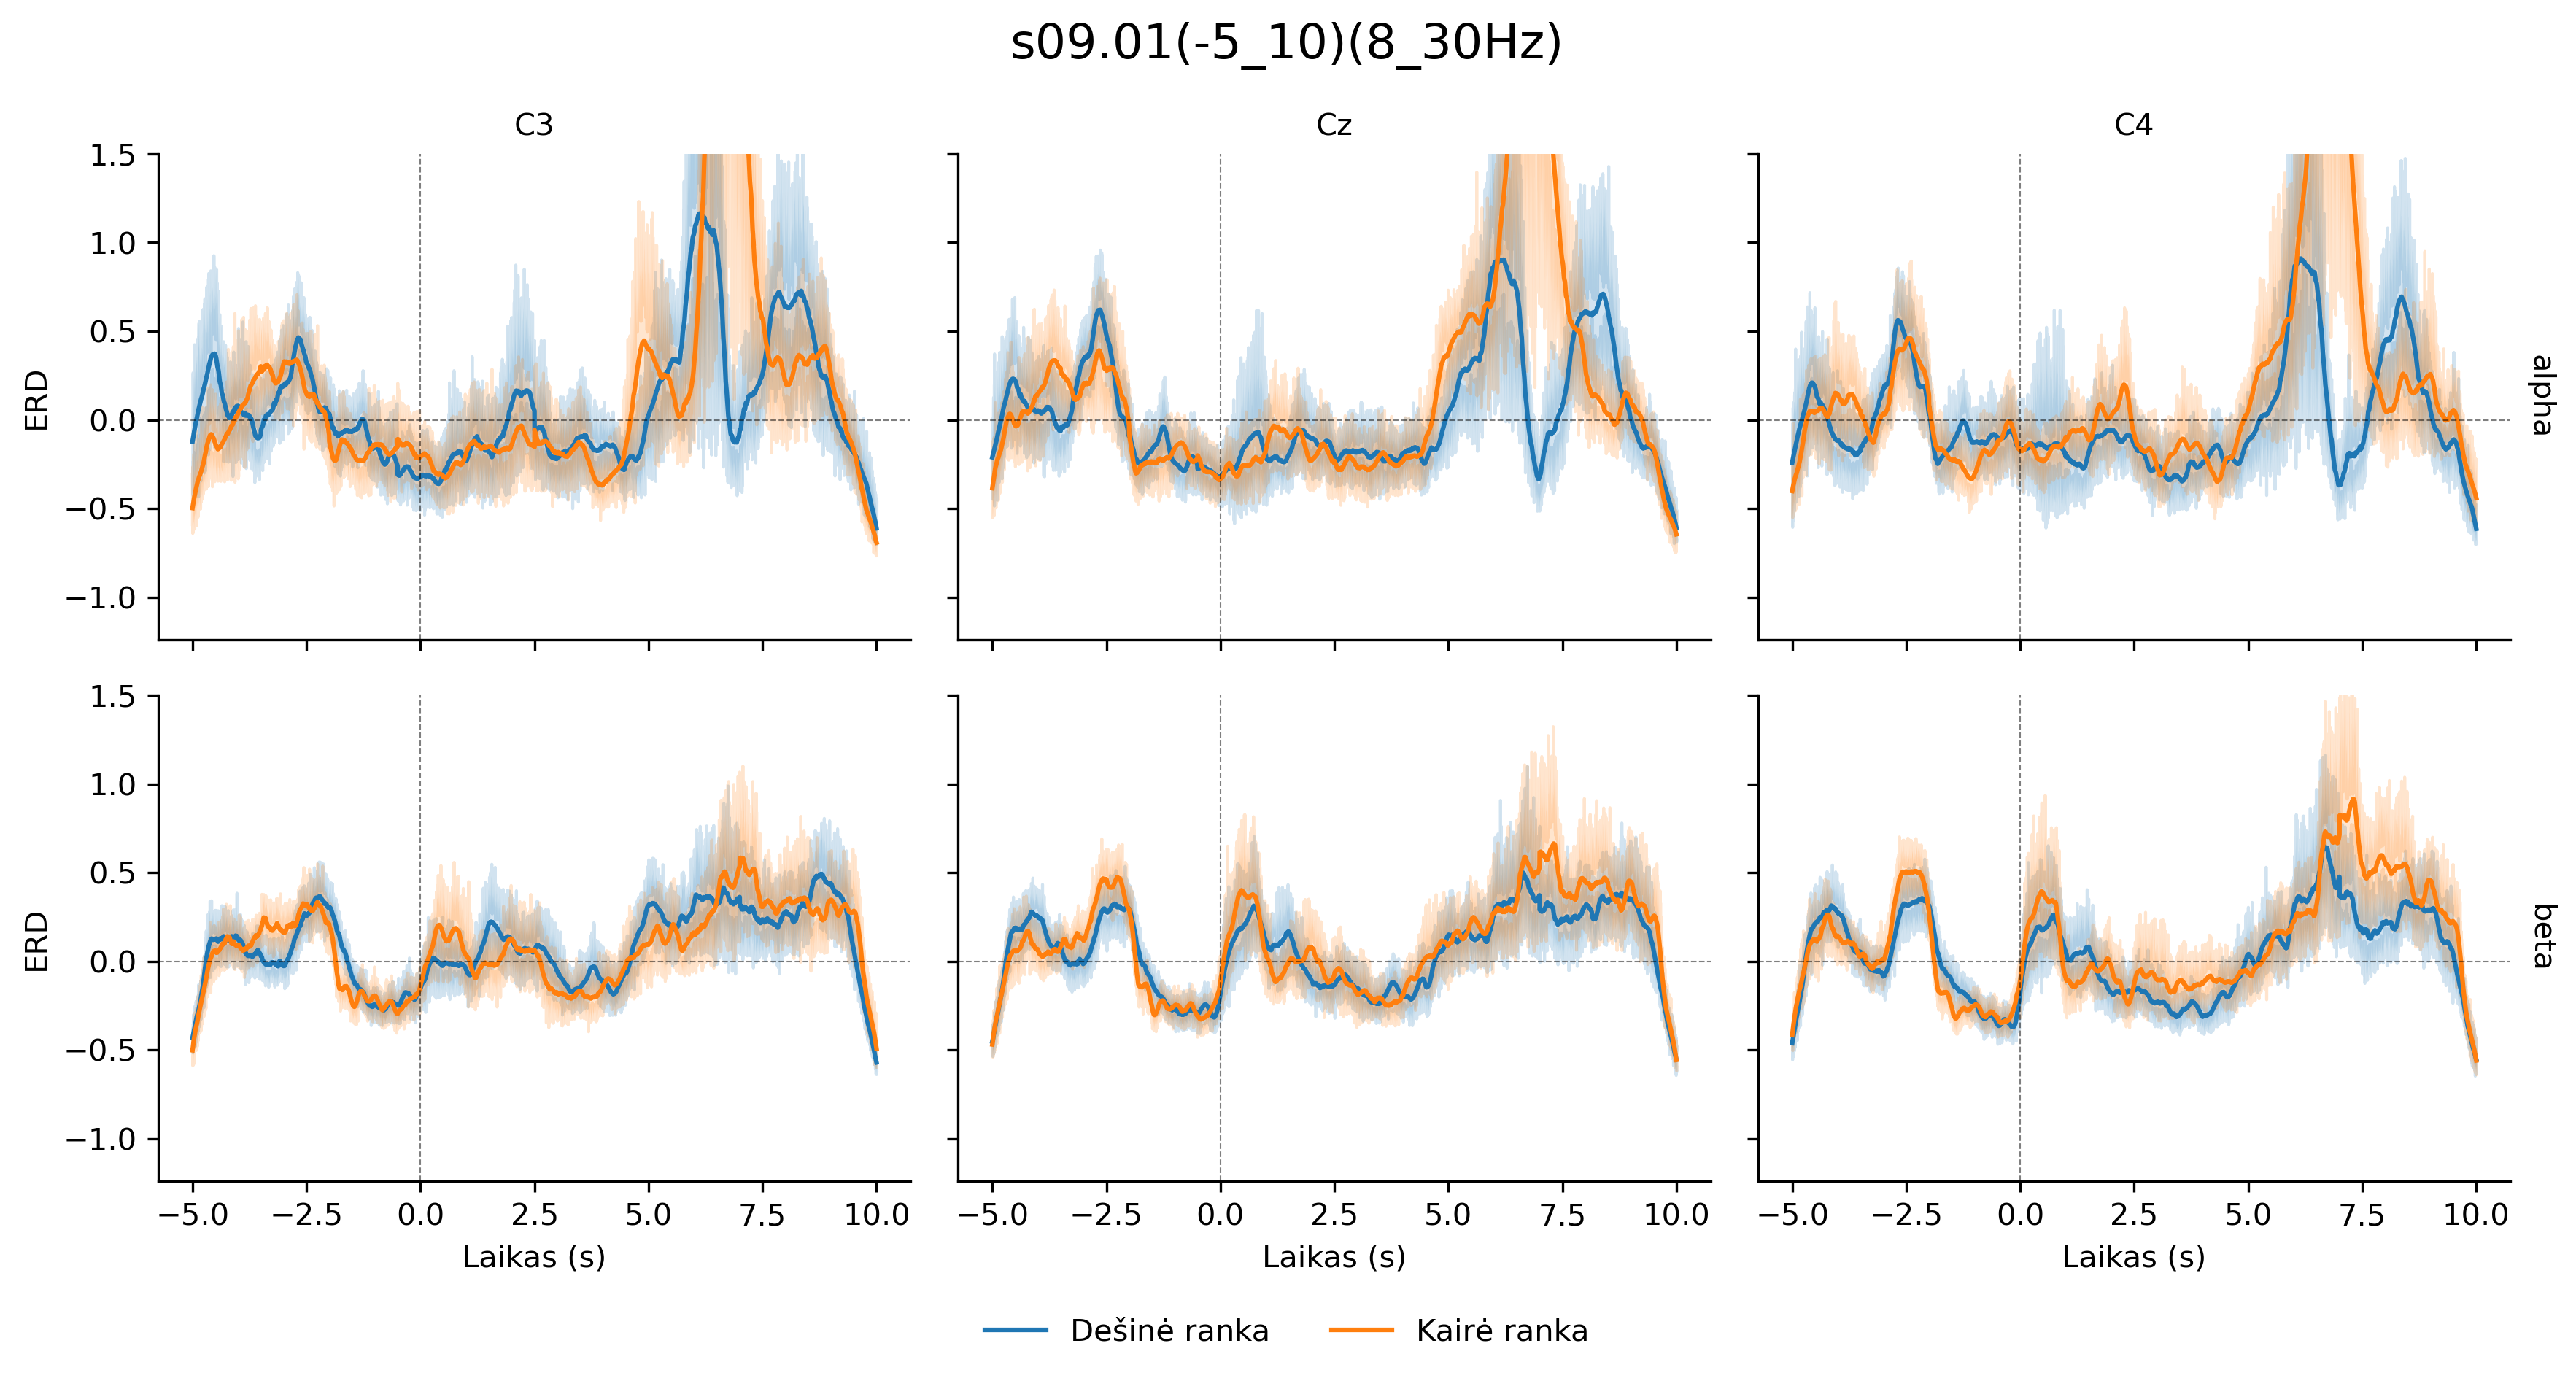 s09.01(-5_10)(8_30Hz)
C3 Cz C4
1.5
1.0
0.5
0.0
−0.5
−1.0
ERD
alpha
1.5
1.0
0.5
0.0
−0.5
−1.0
ERD
beta
−5.0 −2.5 0.0 2.5 5.0 7.5 10.0 −5.0 −2.5 0.0 2.5 5.0 7.5 10.0 −5.0 −2.5 0.0 2.5 5.0 7.5 10.0
Laikas (s) Laikas (s) Laikas (s)
Dešinė ranka Kairė ranka